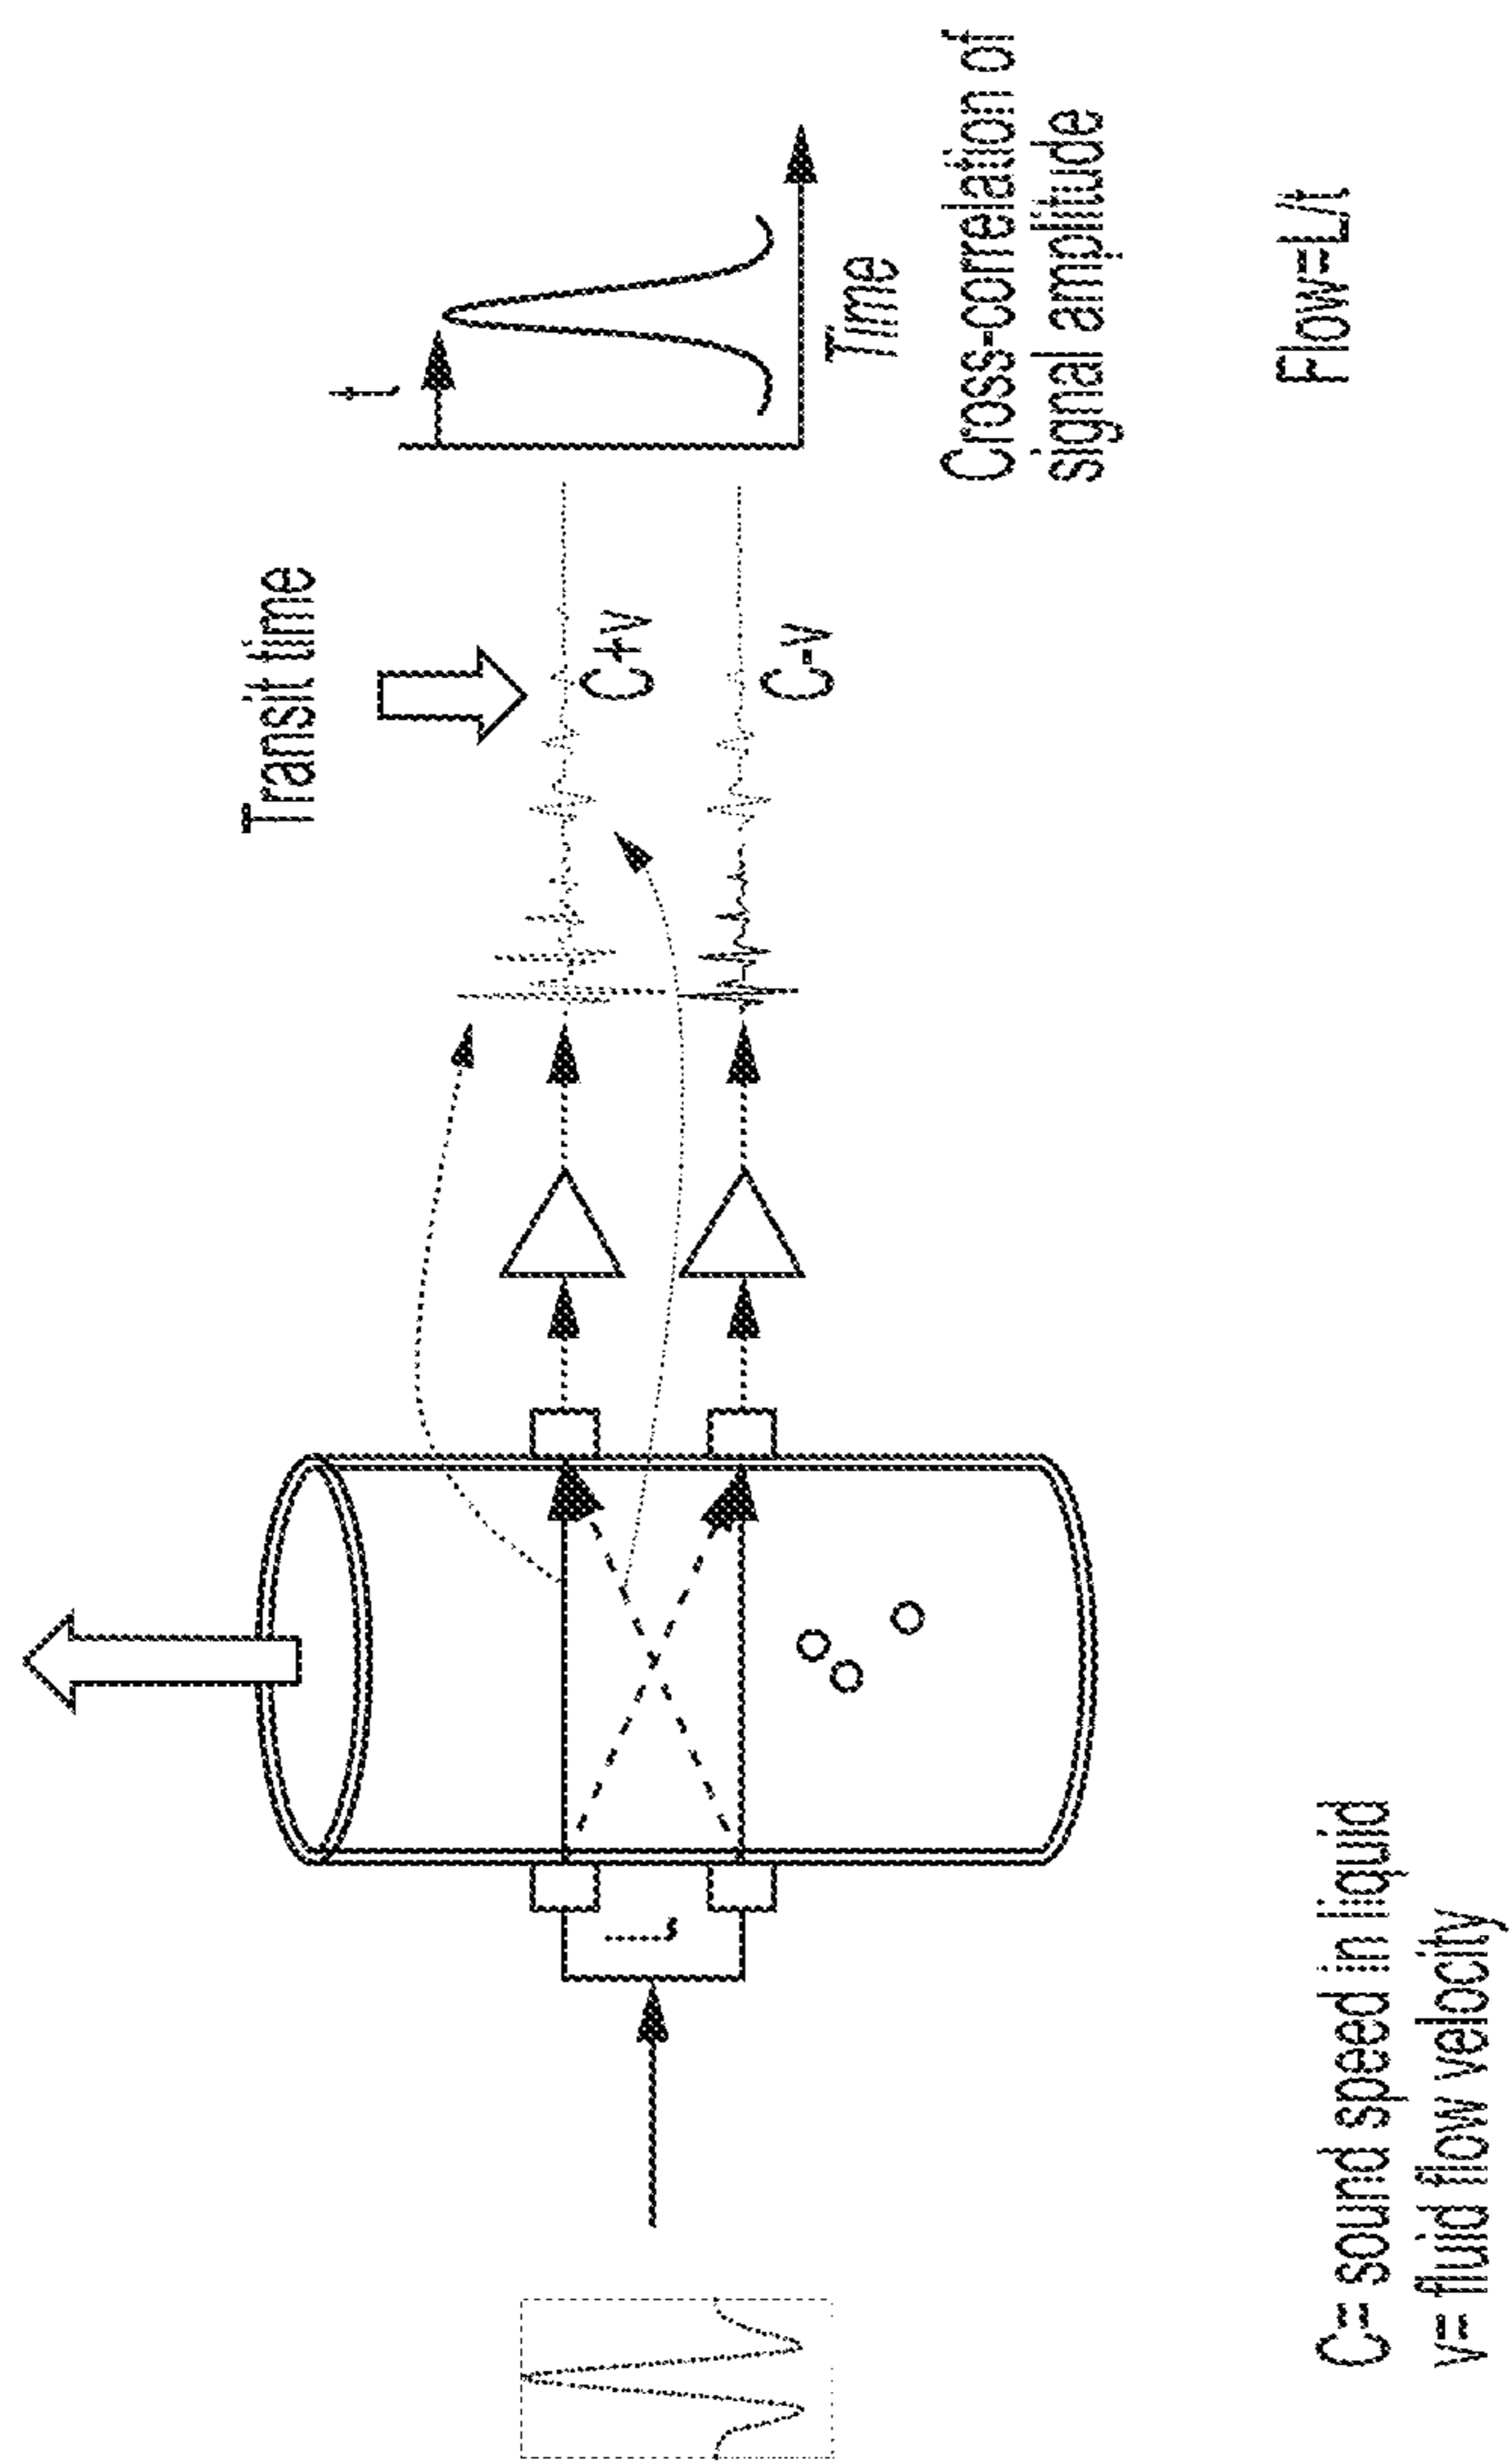 Transit time
t
C+v
C-v
L
Time
Cross-correlation of
signal amplitude
Flow=L/t
C= sound speed in liquid
v= fluid flow velocity